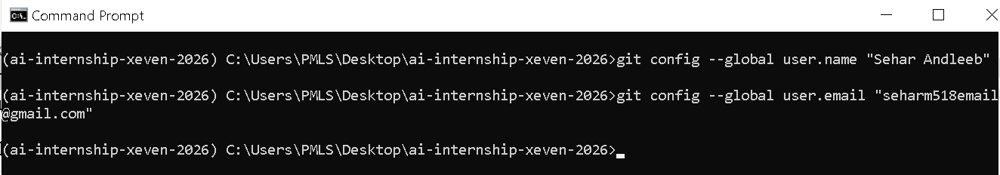 Command Prompt
(ai-internship-xeven-2026) C:\Users\PMLS\Desktop\ai-internship-xeven-2026>git config --global user.name "Sehar Andleeb"
(ai-internship-xeven-2026) C:\Users\PMLS\Desktop\ai-internship-xeven-2026>git config --global user.email "seharm518email
@gmail.com"
(ai-internship-xeven-2026) C:\Users\PMLS\Desktop\ai-internship-xeven-2026>